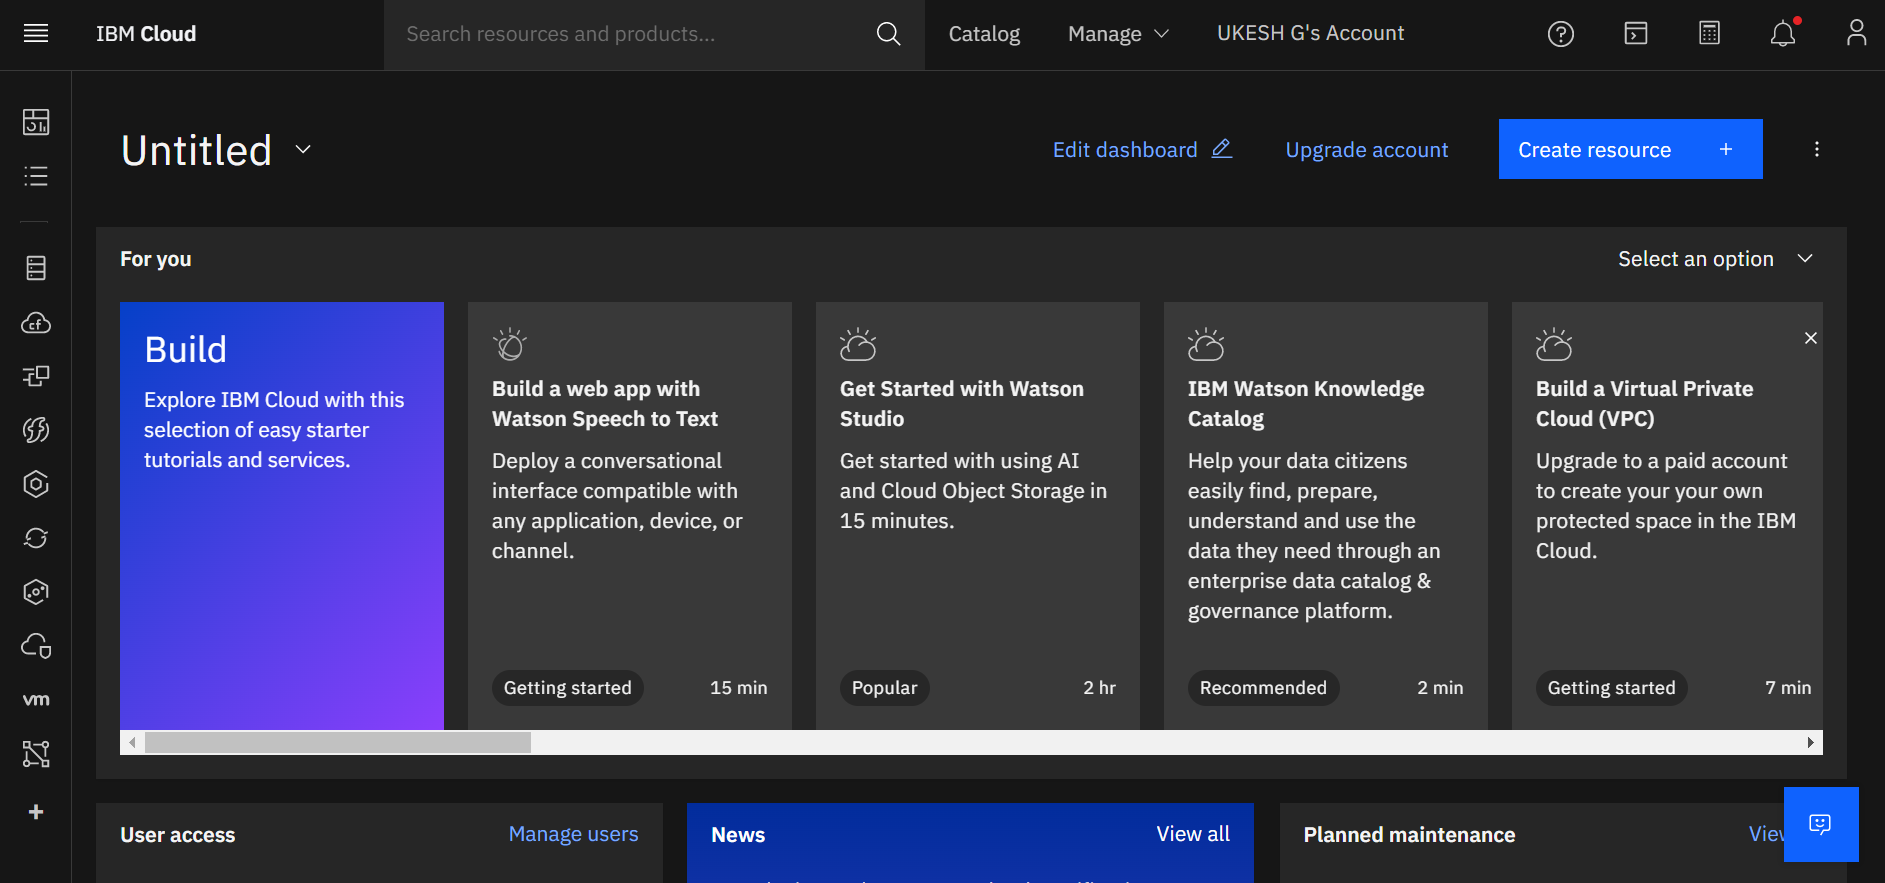 IBM Cloud
Search resources and products...
Catalog
Manage
UKESH G's Account
Untitled
Edit dashboard
Upgrade account
Create resource +
For you
Select an option
Build
Explore IBM Cloud with this
selection of easy starter
tutorials and services.
Build a web app with
Watson Speech to Text
Deploy a conversational
interface compatible with
any application, device, or
channel.
Getting started
15 min
Get Started with Watson
Studio
Get started with using AI
and Cloud Object Storage in
15 minutes.
Popular
2 hr
IBM Watson Knowledge
Catalog
Help your data citizens
easily find, prepare,
understand and use the
data they need through an
enterprise data catalog &
governance platform.
Recommended
2 min
Build a Virtual Private
Cloud (VPC)
Upgrade to a paid account
to create your your own
protected space in the IBM
Cloud.
Getting started
7 min
cf
vm
User access
Manage users
News
View all
Planned maintenance